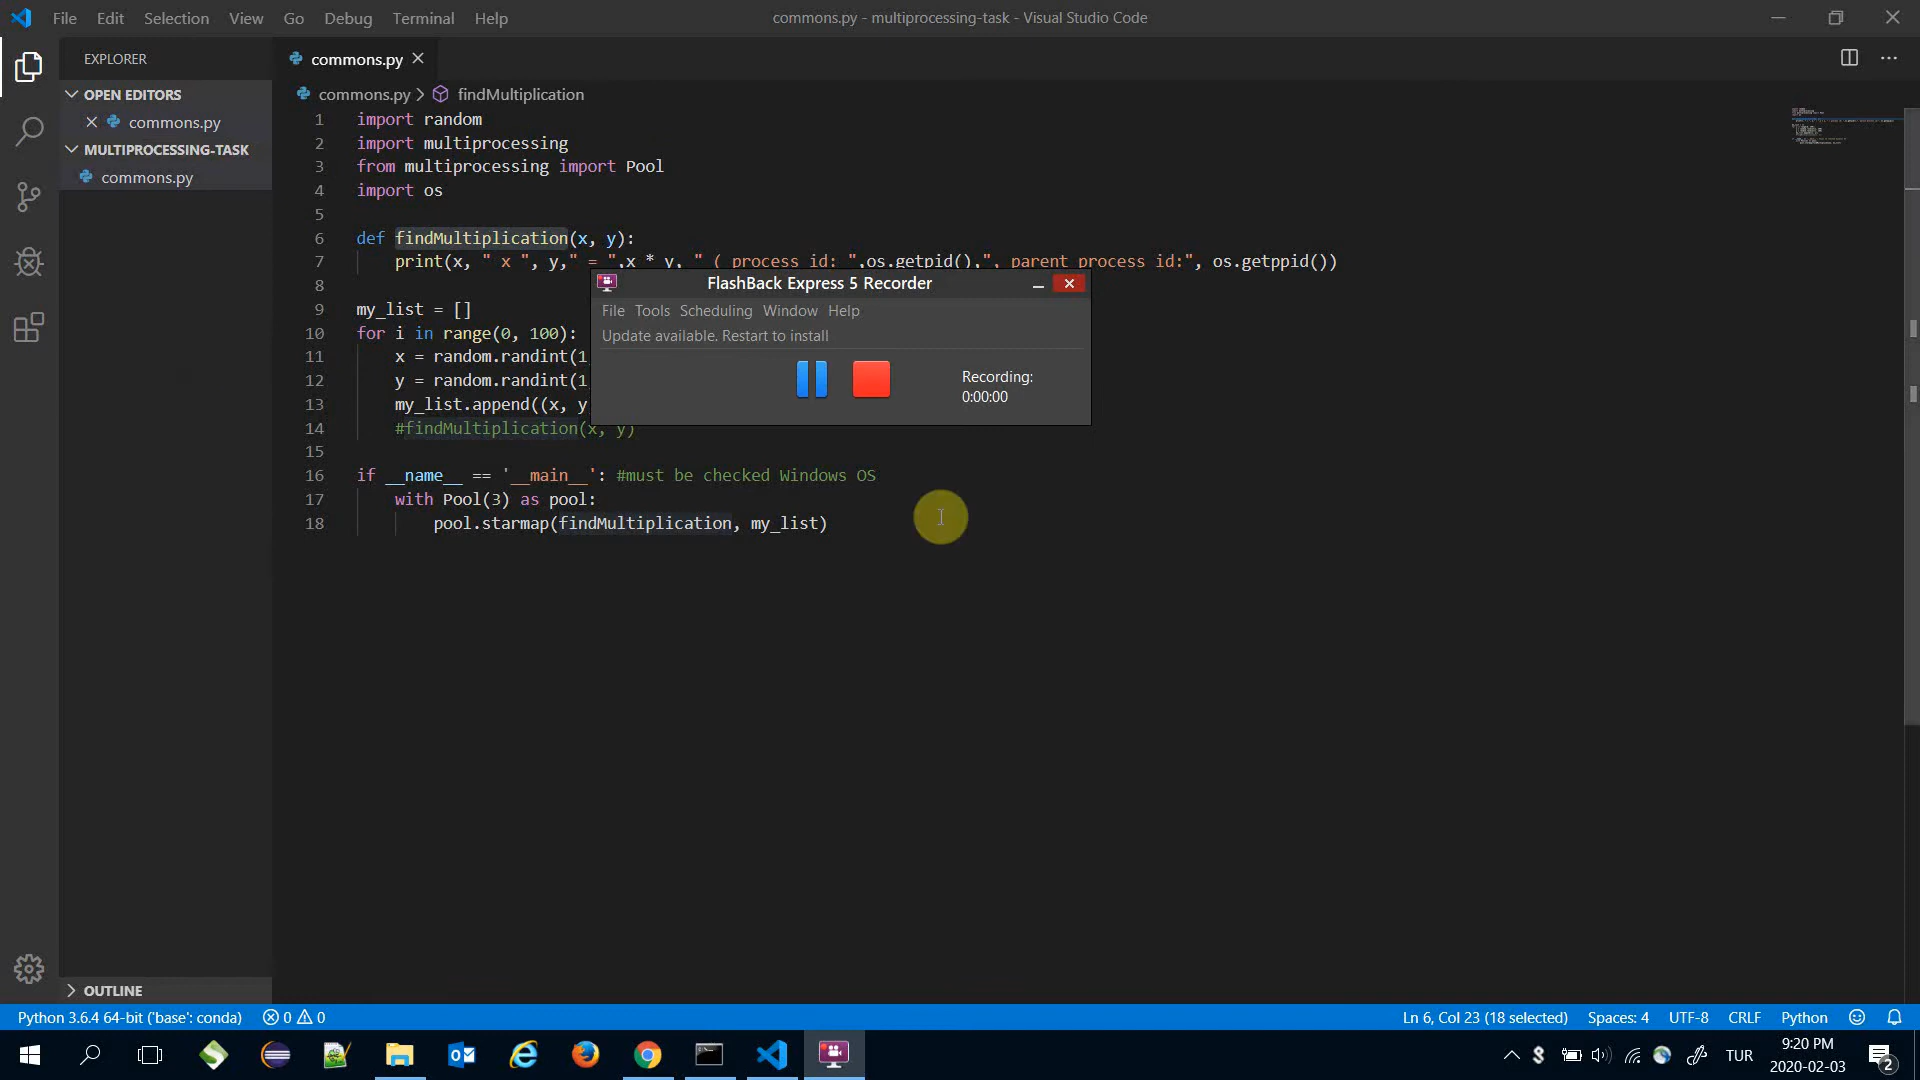 File Edit Selection View Go Debug Terminal Help
commons.py - multiprocessing-task - Visual Studio Code
EXPLORER
OPEN EDITORS
commons.py
MULTIPROCESSING-TASK
commons.py
OUTLINE
commons.py
commons.py > findMultiplication
1 import random
2 import multiprocessing
3 from multiprocessing import Pool
4 import os
5
6 def findMultiplication(x, y):
7 print(x, " x ", y," = ",x * y, " ( process id: ",os.getpid(),", parent process id:", os.getppid())
8
9 my_list = []
10 for i in range(0, 100):
11 x = random.randint(1
12 y = random.randint(1
13 my_list.append((x, y
14 #findMultiplication(x, y)
15
16 if __name__ == '__main__': #must be checked Windows OS
17 with Pool(3) as pool:
18 pool.starmap(findMultiplication, my_list)
FlashBack Express 5 Recorder
File Tools Scheduling Window Help
Update available. Restart to install
Recording:
0:00:00
Python 3.6.4 64-bit ('base': conda) 0 0
Ln 6, Col 23 (18 selected) Spaces: 4 UTF-8 CRLF Python
TUR
9:20 PM
2020-02-03
2